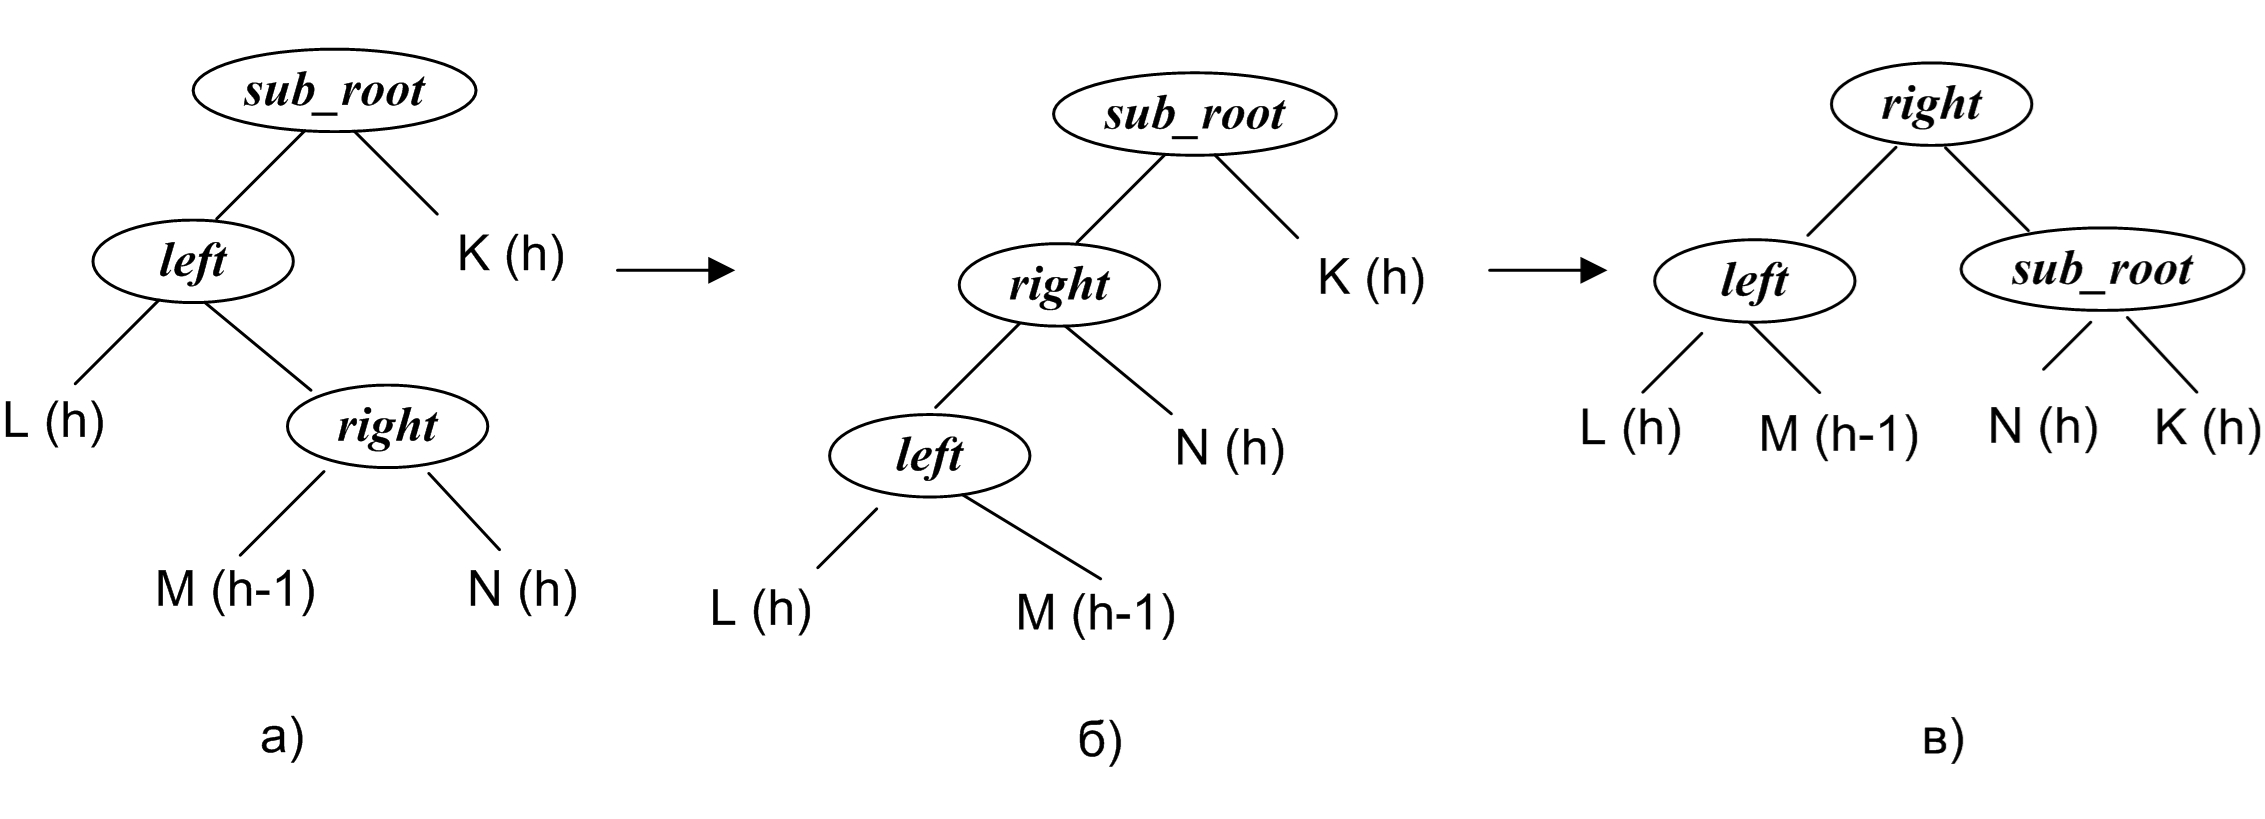 sub_root
left
K (h)
L (h)
right
M (h-1)
N (h)
а)
sub_root
right
K (h)
left
N (h)
L (h)
M (h-1)
б)
right
left
sub_root
L (h)
M (h-1)
N (h)
K (h)
в)